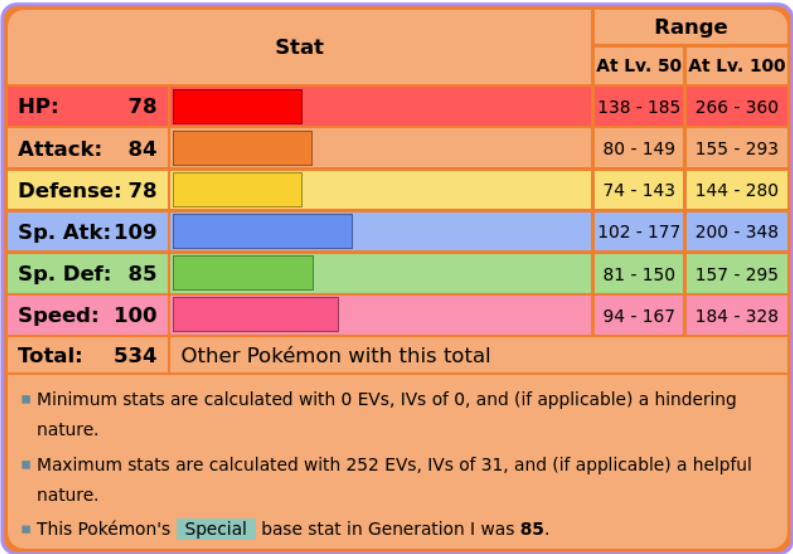 Stat Range
At Lv. 50 At Lv. 100
HP: 78 138 - 185 266 - 360
Attack: 84 80 - 149 155 - 293
Defense: 78 74 - 143 144 - 280
Sp. Atk: 109 102 - 177 200 - 348
Sp. Def: 85 81 - 150 157 - 295
Speed: 100 94 - 167 184 - 328
Total: 534 Other Pokémon with this total
Minimum stats are calculated with 0 EVs, IVs of 0, and (if applicable) a hindering
nature.
Maximum stats are calculated with 252 EVs, IVs of 31, and (if applicable) a helpful
nature.
This Pokémon's Special base stat in Generation I was 85.